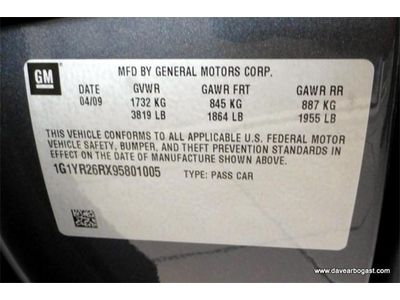 GM
MFD BY GENERAL MOTORS CORP.
DATE GVWR GAWR FRT GAWR RR
04/09 1732 KG 845 KG 887 KG
3819 LB 1864 LB 1955 LB
THIS VEHICLE CONFORMS TO ALL APPLICABLE U.S. FEDERAL MOTOR
VEHICLE SAFETY, BUMPER, AND THEFT PREVENTION STANDARDS IN
EFFECT ON THE DATE OF MANUFACTURE SHOWN ABOVE.
1G1YR26RX95801005 TYPE: PASS CAR
www.davearbogast.com